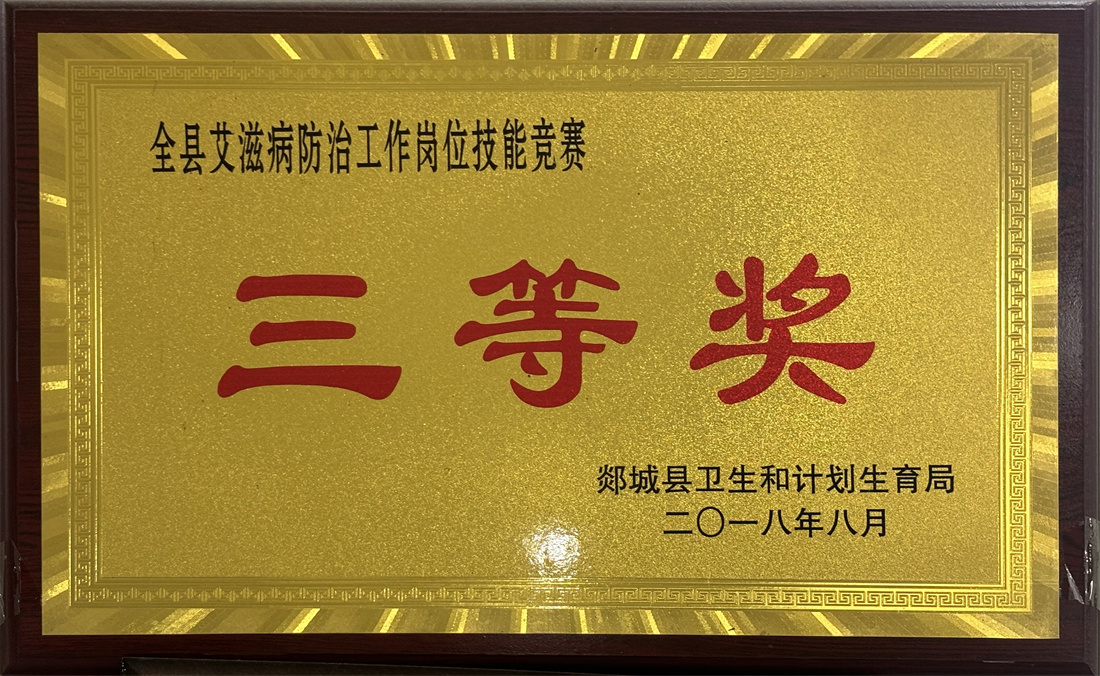 全县艾滋病防治工作岗位技能竞赛
三等奖
郯城县卫生和计划生育局
二〇一八年八月